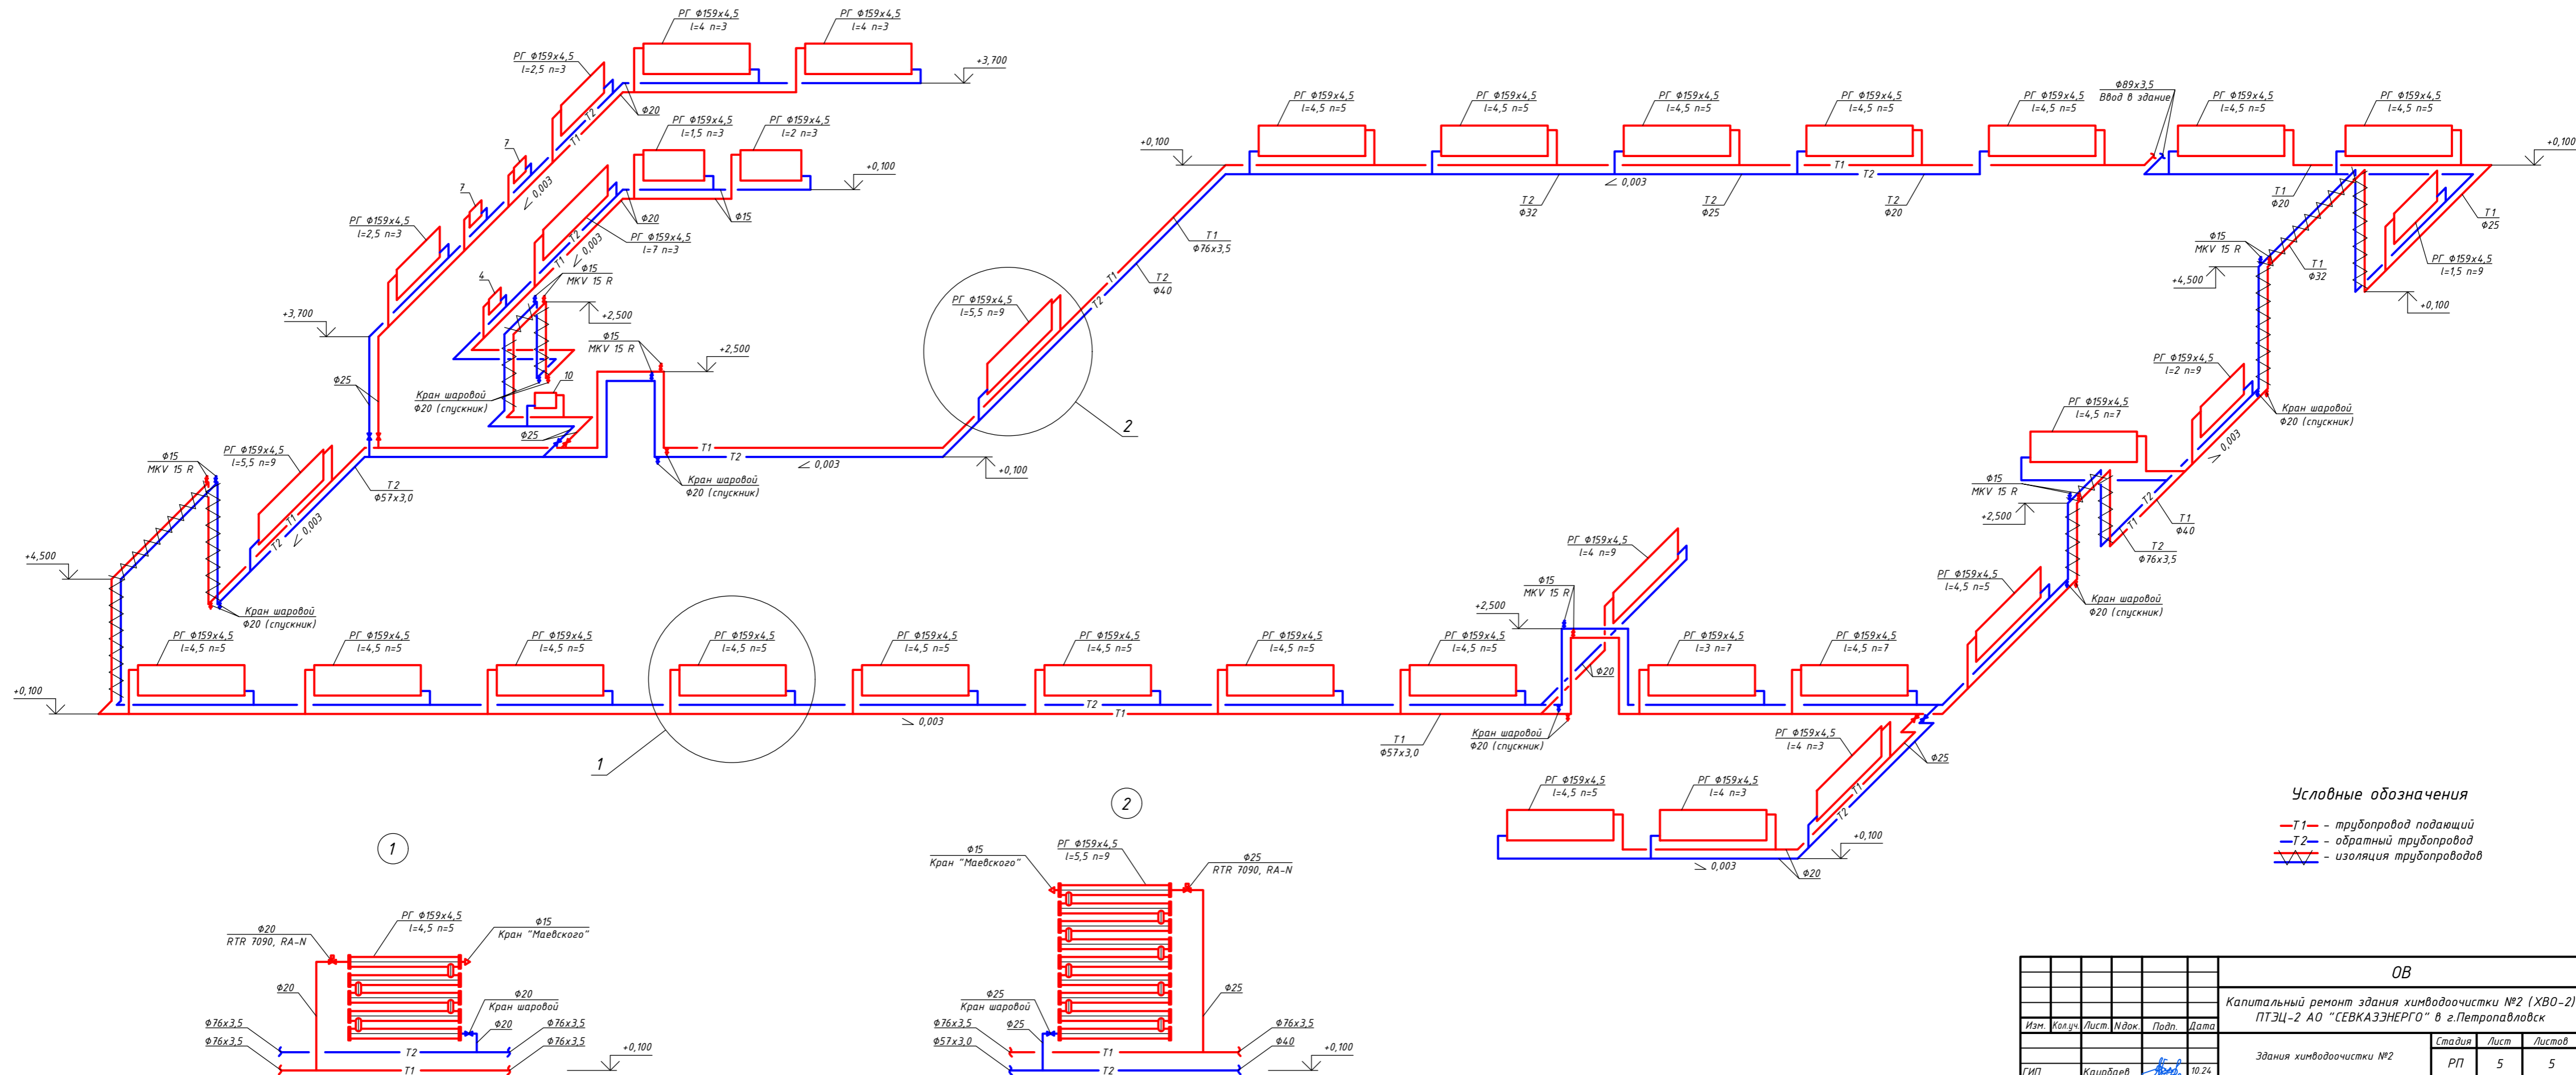 РГ Ф159х4,5
l=4 n=3
РГ Ф159х4,5
l=4 n=3
+3,700
РГ Ф159х4,5
l=2,5 n=3
Ф20
Т2
Т1
РГ Ф159х4,5
l=1,5 n=3
РГ Ф159х4,5
l=2 n=3
+0,100
7
7
0,003
РГ Ф159х4,5
l=2,5 n=3
Ф20
Ф15
РГ Ф159х4,5
l=7 n=3
Т2
Т1
0,003
4
Ф15
MKV 15 R
+2,500
+3,700
Ф15
MKV 15 R
+2,500
Ф25
10
Кран шаровой
Ф20 (спускник)
Ф25
Т1
Т2
0,003
+0,100
Кран шаровой
Ф20 (спускник)
РГ Ф159х4,5
l=5,5 n=9
2
Т1
Т2
Т1
Ф76х3,5
Т2
Ф40
+0,100
РГ Ф159х4,5
l=4,5 n=5
РГ Ф159х4,5
l=4,5 n=5
РГ Ф159х4,5
l=4,5 n=5
РГ Ф159х4,5
l=4,5 n=5
РГ Ф159х4,5
l=4,5 n=5
Ф89х3,5
Ввод в здание
РГ Ф159х4,5
l=4,5 n=5
РГ Ф159х4,5
l=4,5 n=5
+0,100
Т1
Т2
Т2
Ф32
0,003
Т2
Ф25
Т2
Ф20
Т1
Ф20
Т1
Ф25
РГ Ф159х4,5
l=1,5 n=9
+0,100
Ф15
MKV 15 R
+4,500
Т1
Ф32
РГ Ф159х4,5
l=2 n=9
Кран шаровой
Ф20 (спускник)
РГ Ф159х4,5
l=4,5 n=7
0,003
Ф15
MKV 15 R
+2,500
Т2
Т1
Т1
Ф40
Т2
Ф76х3,5
РГ Ф159х4,5
l=4,5 n=5
Кран шаровой
Ф20 (спускник)
Ф15
MKV 15 R
РГ Ф159х4,5
l=5,5 n=9
Т2
Ф57х3,0
Т1
Т2
0,003
+4,500
Кран шаровой
Ф20 (спускник)
+0,100
РГ Ф159х4,5
l=4,5 n=5
РГ Ф159х4,5
l=4,5 n=5
РГ Ф159х4,5
l=4,5 n=5
РГ Ф159х4,5
l=4,5 n=5
РГ Ф159х4,5
l=4,5 n=5
РГ Ф159х4,5
l=4,5 n=5
РГ Ф159х4,5
l=4,5 n=5
РГ Ф159х4,5
l=4,5 n=5
РГ Ф159х4,5
l=4 n=9
Ф15
MKV 15 R
+2,500
Ф20
РГ Ф159х4,5
l=3 n=7
РГ Ф159х4,5
l=4,5 n=7
Т2
Т1
0,003
1
Т1
Ф57х3,0
Кран шаровой
Ф20 (спускник)
РГ Ф159х4,5
l=4 n=3
Ф25
РГ Ф159х4,5
l=4,5 n=5
РГ Ф159х4,5
l=4 n=3
Т1
Т2
+0,100
0,003
Ф20
Условные обозначения
Т1 - трубопровод подающий
Т2 - обратный трубопровод
- изоляция трубопроводов
1
РГ Ф159х4,5
l=4,5 n=5
Ф20
RTR 7090, RA-N
Ф15
Кран "Маевского"
Ф20
Ф20
Кран шаровой
Ф20
Ф76х3,5
Ф76х3,5
Ф76х3,5
Ф76х3,5
Т2
Т1
+0,100
2
Ф15
Кран "Маевского"
РГ Ф159х4,5
l=5,5 n=9
Ф25
RTR 7090, RA-N
Ф25
Кран шаровой
Ф25
Ф25
Ф76х3,5
Ф57х3,0
Ф76х3,5
Ф40
Т1
Т2
+0,100
ОВ
Капитальный ремонт здания химводоочистки №2 (ХВО-2)
ПТЭЦ-2 АО "СЕВКАЗЭНЕРГО" в г.Петропавловск
Изм. Кол.уч. Лист. Nдок. Подп. Дата
Здания химводоочистки №2
Стадия Лист Листов
РП 5 5
ГИП Каирбаев 10.24